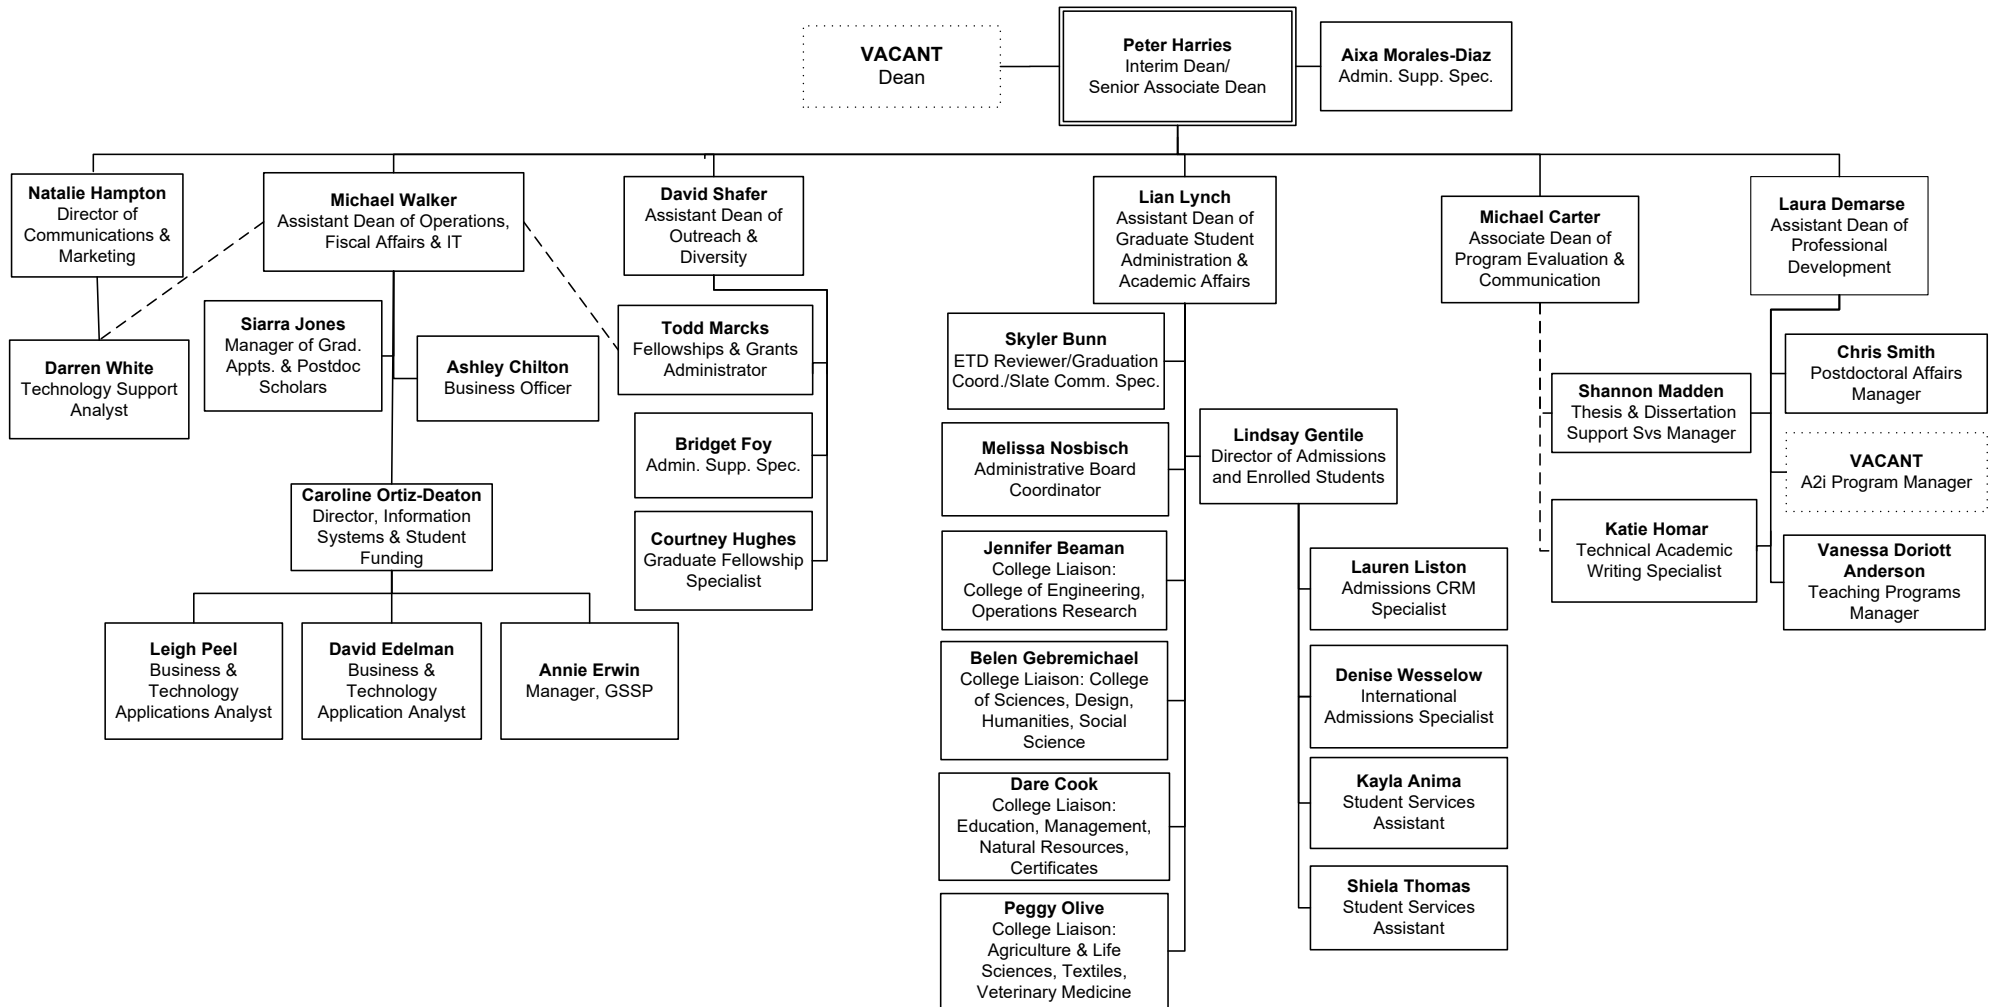 VACANT
Dean
Peter Harries
Interim Dean/
Senior Associate Dean
Aixa Morales-Diaz
Admin. Supp. Spec.
Natalie Hampton
Director of
Communications &
Marketing
Michael Walker
Assistant Dean of Operations,
Fiscal Affairs & IT
David Shafer
Assistant Dean of
Outreach &
Diversity
Lian Lynch
Assistant Dean of
Graduate Student
Administration &
Academic Affairs
Michael Carter
Associate Dean of
Program Evaluation &
Communication
Laura Demarse
Assistant Dean of
Professional
Development
Darren White
Technology Support
Analyst
Siarra Jones
Manager of Grad.
Appts. & Postdoc
Scholars
Ashley Chilton
Business Officer
Caroline Ortiz-Deaton
Director, Information
Systems & Student
Funding
Leigh Peel
Business &
Technology
Applications Analyst
David Edelman
Business &
Technology
Application Analyst
Annie Erwin
Manager, GSSP
Todd Marcks
Fellowships & Grants
Administrator
Bridget Foy
Admin. Supp. Spec.
Courtney Hughes
Graduate Fellowship
Specialist
Skyler Bunn
ETD Reviewer/Graduation
Coord./Slate Comm. Spec.
Melissa Nosbisch
Administrative Board
Coordinator
Jennifer Beaman
College Liaison:
College of Engineering,
Operations Research
Belen Gebremichael
College Liaison: College
of Sciences, Design,
Humanities, Social
Science
Dare Cook
College Liaison:
Education, Management,
Natural Resources,
Certificates
Peggy Olive
College Liaison:
Agriculture & Life
Sciences, Textiles,
Veterinary Medicine
Lindsay Gentile
Director of Admissions
and Enrolled Students
Lauren Liston
Admissions CRM
Specialist
Denise Wesselow
International
Admissions Specialist
Kayla Anima
Student Services
Assistant
Shiela Thomas
Student Services
Assistant
Shannon Madden
Thesis & Dissertation
Support Svs Manager
Katie Homar
Technical Academic
Writing Specialist
Chris Smith
Postdoctoral Affairs
Manager
VACANT
A2i Program Manager
Vanessa Doriott
Anderson
Teaching Programs
Manager